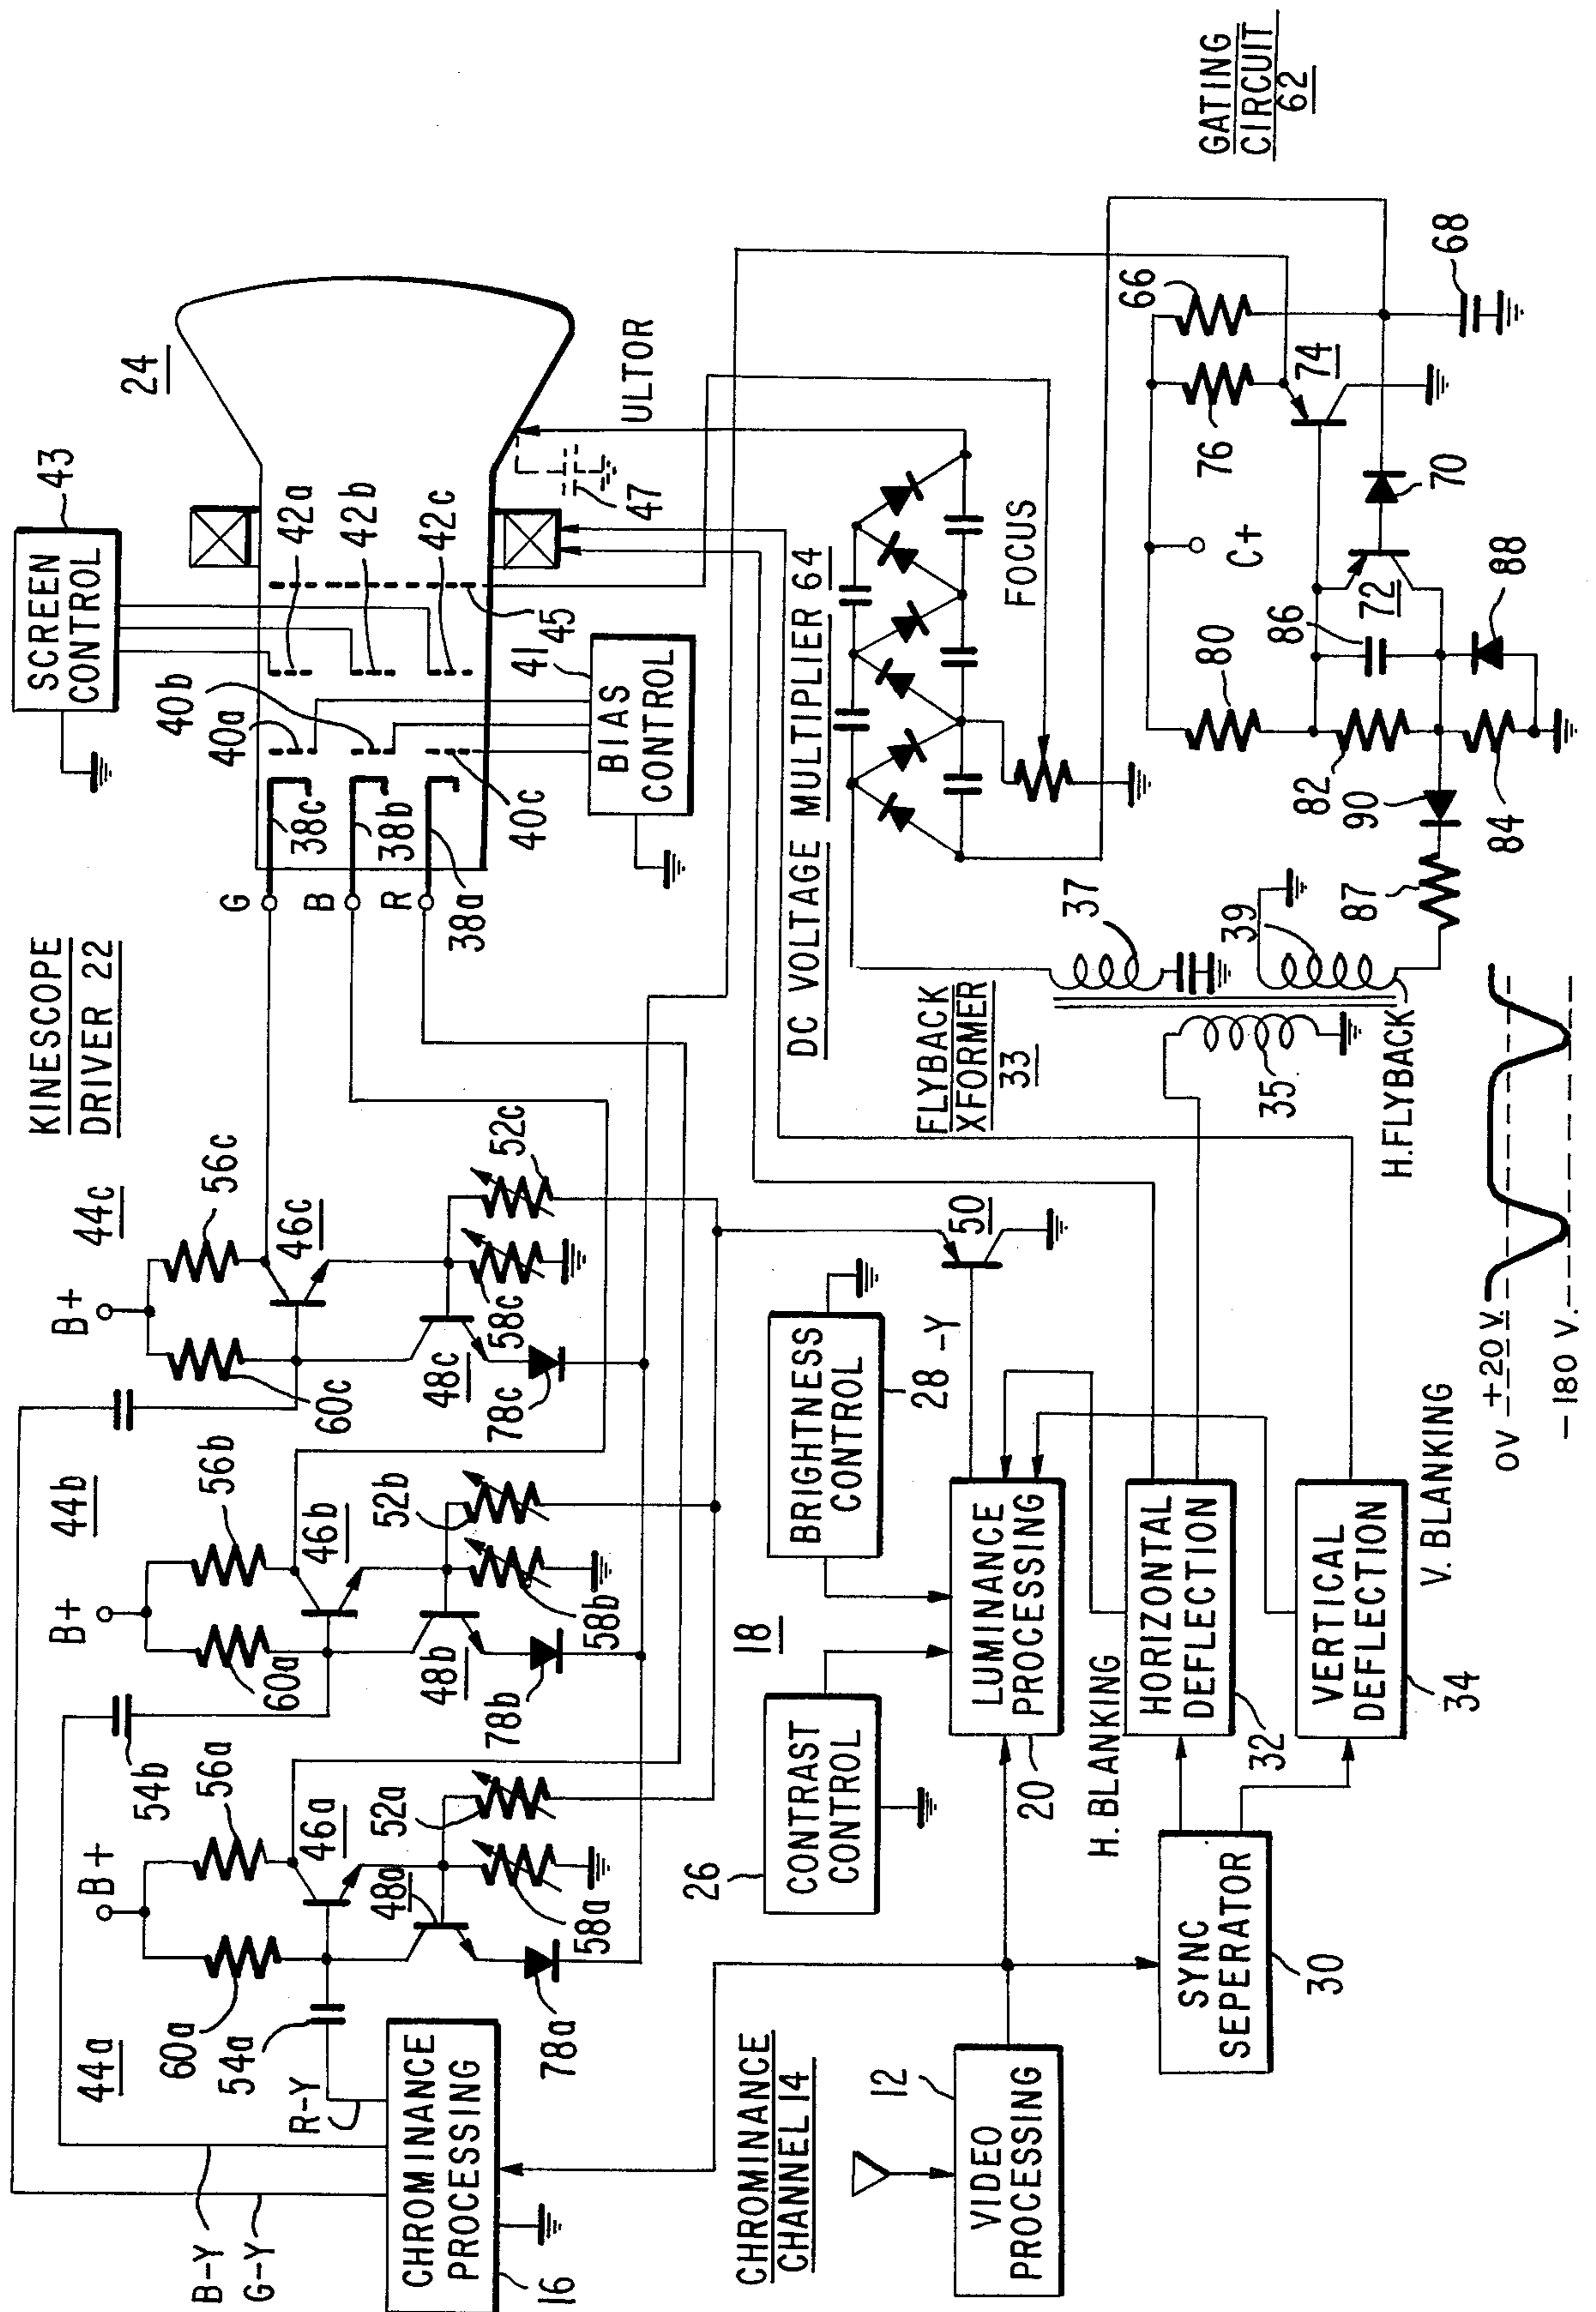 KINESCOPE
DRIVER 22
SCREEN
CONTROL
43
24
GATING
CIRCUIT
62
B+
44c
56c
46c
60c
48c
58c
52c
78c
B+
44b
56b
46b
60a
54b
48b
58b
52b
78b
B+
44a
56a
46a
60a
54a
48a
58a
52a
78a
G
B
R
38c
38b
38a
40a
40b
40c
42a
42b
42c
41
45
47
BIAS
CONTROL
ULTOR
B-Y
G-Y
R-Y
CHROMINANCE
PROCESSING
16
CHROMINANCE
CHANNEL 14
VIDEO
PROCESSING
12
18
CONTRAST
CONTROL
26
BRIGHTNESS
CONTROL
28
-Y
50
LUMINANCE
PROCESSING
20
H.BLANKING
HORIZONTAL
DEFLECTION
32
VERTICAL
DEFLECTION
34
V. BLANKING
SYNC
SEPERATOR
30
DC VOLTAGE MULTIPLIER 64
FOCUS
FLYBACK
XFORMER
33
35
37
39
H.FLYBACK
0V
+20V.
-180 V.
66
68
70
72
74
76
C+
80
82
84
86
87
88
90